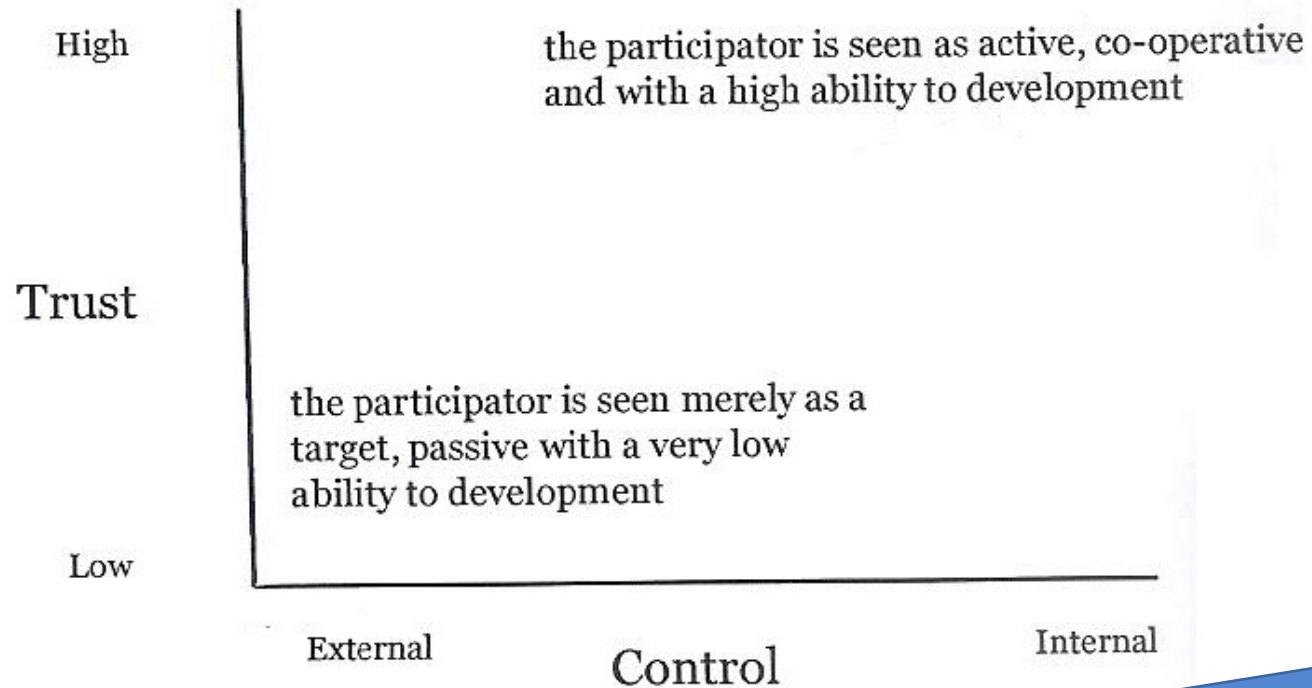 High
the participator is seen as active, co-operative
and with a high ability to development
Trust
the participator is seen merely as a
target, passive with a very low
ability to development
Low
External
Control
Internal